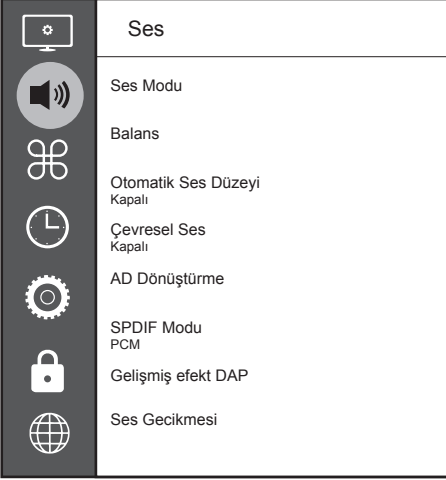 Ses
Ses Modu
Balans
Otomatik Ses Düzeyi
Kapalı
Çevresel Ses
Kapalı
AD Dönüştürme
SPDIF Modu
PCM
Gelişmiş efekt DAP
Ses Gecikmesi